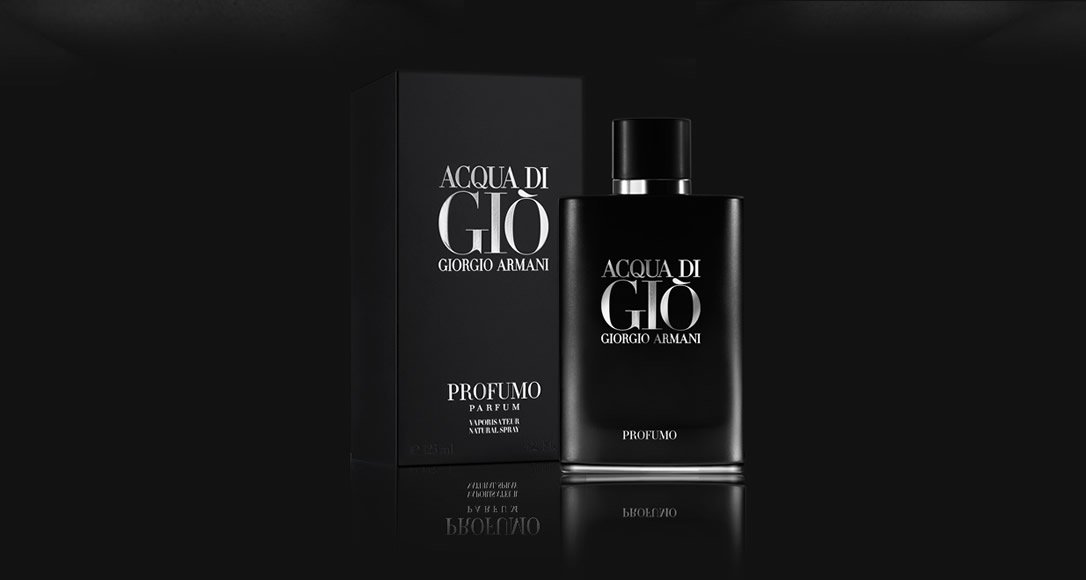 ACQUA DI
GIÒ
GIORGIO ARMANI
PROFUMO
PARFUM
VAPORISATEUR
NATURAL SPRAY
ACQUA DI
GIÒ
GIORGIO ARMANI
PROFUMO